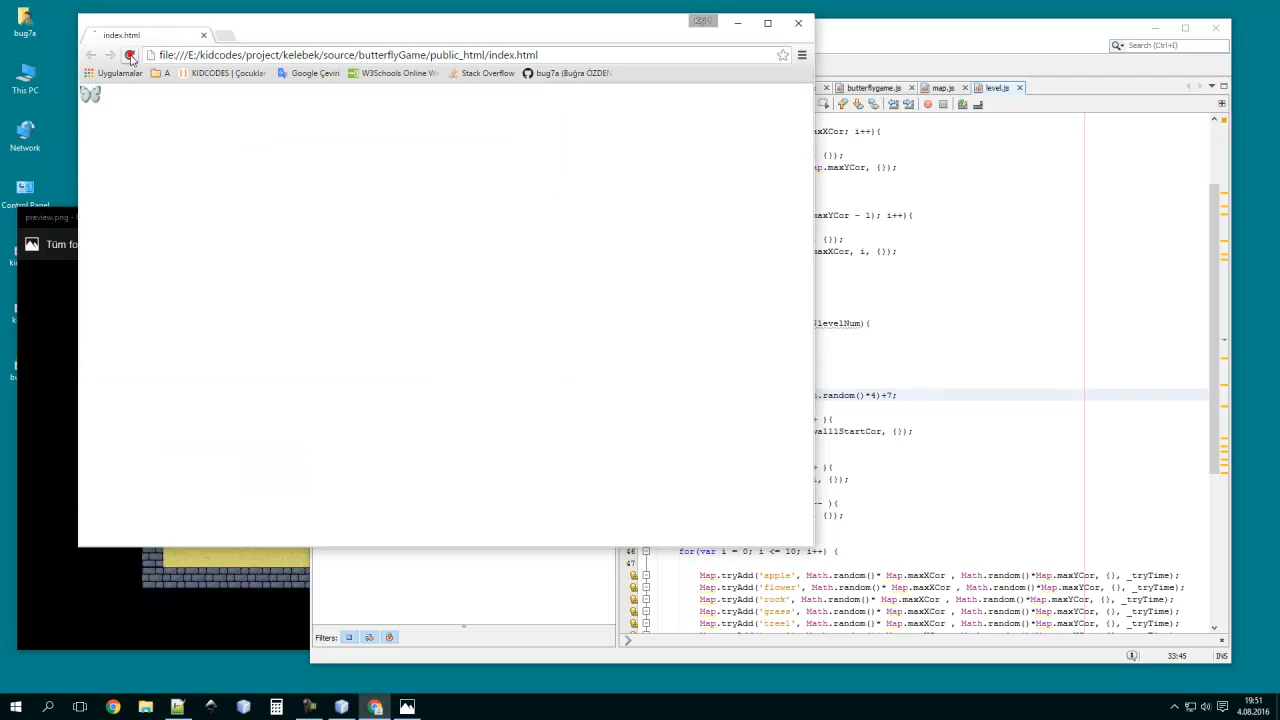 bug7a
This PC
Network
Control Panel
preview.png -
Tüm fo
index.html
file:///E:/kidcodes/project/kelebek/source/butterflyGame/public_html/index.html
Uygulamalar
A
KIDCODES | Çocuklar
Google Çeviri
W3Schools Online We
Stack Overflow
bug7a (Buğra ÖZDEN
Search (Ctrl+I)
butterflygame.js
map.js
level.js
maxXCor; i++){
{});
p.maxYCor, {});
maxYCor - 1); i++){
{});
maxXCor, i, {});
$levelNum){
.random()*4)+7;
+ ){
wall1StartCor, {});
+ ){
i, {});
-- ){
{});
46
for(var i = 0; i <= 10; i++) {
47
Map.tryAdd('apple', Math.random()* Map.maxXCor , Math.random()*Map.maxYCor, {}, _tryTime);
Map.tryAdd('flower', Math.random()* Map.maxXCor , Math.random()*Map.maxYCor, {}, _tryTime);
Map.tryAdd('rock', Math.random()* Map.maxXCor , Math.random()*Map.maxYCor, {}, _tryTime);
Map.tryAdd('grass', Math.random()* Map.maxXCor , Math.random()*Map.maxYCor, {}, _tryTime);
Map.tryAdd('tree1', Math.random()* Map.maxXCor , Math.random()*Map.maxYCor, {}, _tryTime);
Filters:
33:45
INS
19:51
4.08.2016